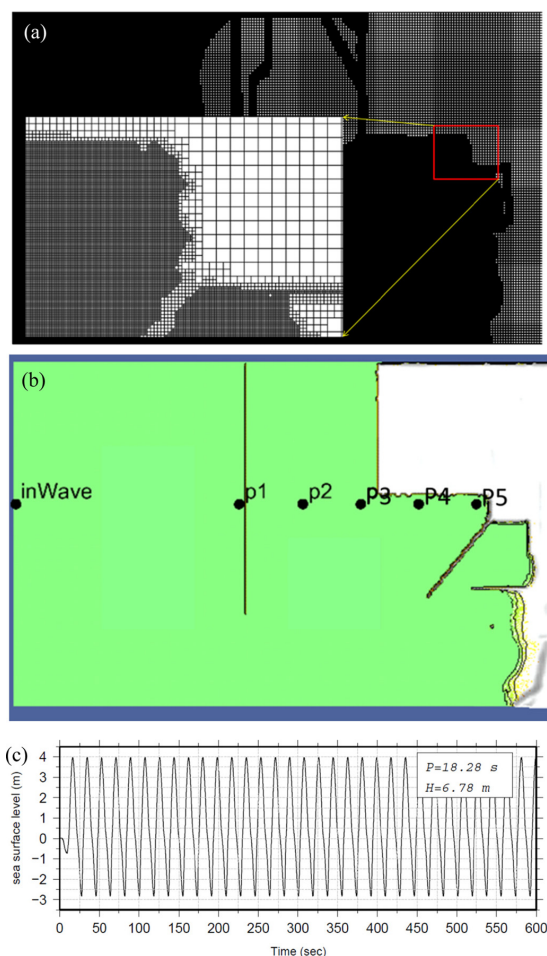 (a)
(b)
inWave
p1
p2
p3
P4
P5
(c)
sea surface level (m)
4
3
2
1
0
−1
−2
−3
P=18.28 s
H=6.78 m
0 50 100 150 200 250 300 350 400 450 500 550 600
Time (sec)